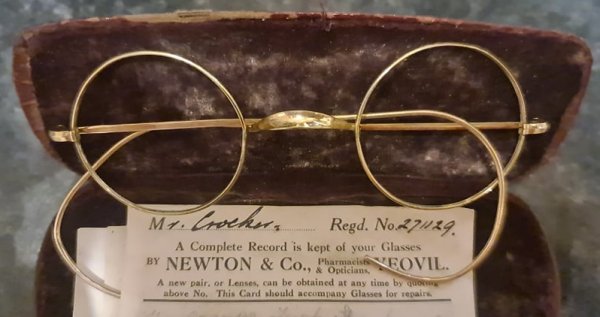 Mr. Crocker. Regd. No. 271129.
A Complete Record is kept of your Glasses
BY NEWTON & Co., Pharmacists & Opticians, YEOVIL.
A new pair, or Lenses, can be obtained at any time by quoting
above No. This Card should accompany Glasses for repairs.